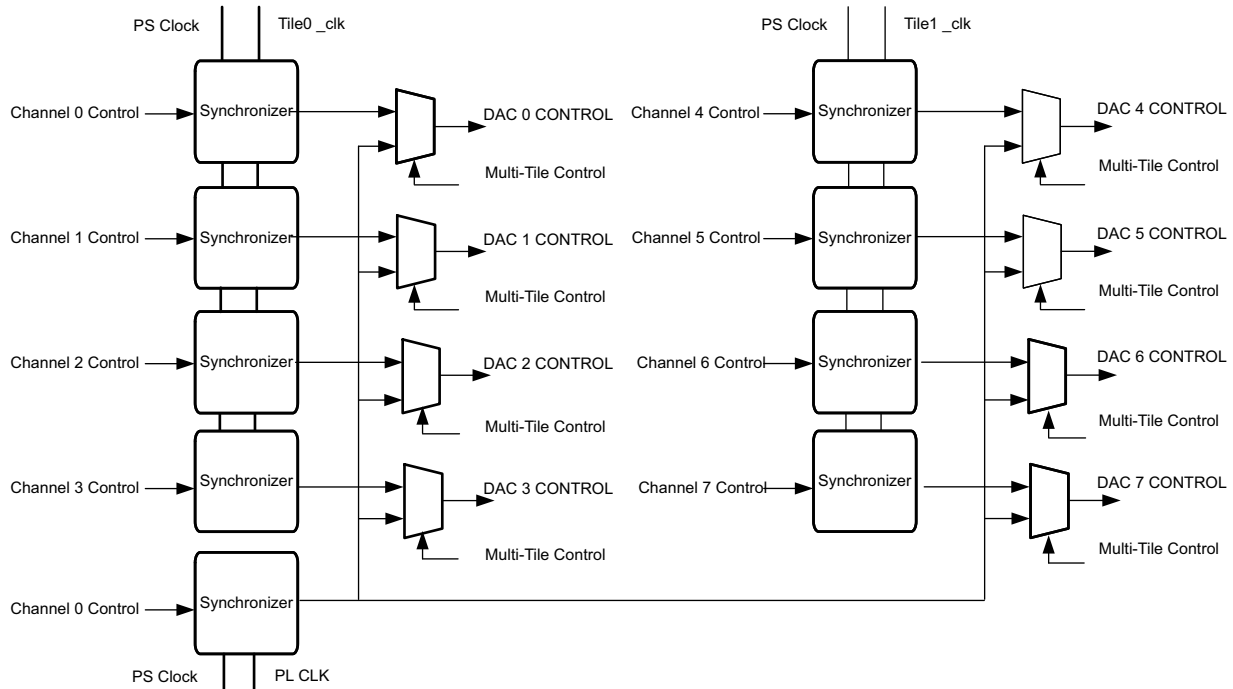 PS Clock
Tile0 _clk
PS Clock
Tile1 _clk
Channel 0 Control
Synchronizer
DAC 0 CONTROL
Multi-Tile Control
Channel 4 Control
Synchronizer
DAC 4 CONTROL
Multi-Tile Control
Channel 1 Control
Synchronizer
DAC 1 CONTROL
Multi-Tile Control
Channel 5 Control
Synchronizer
DAC 5 CONTROL
Multi-Tile Control
Channel 2 Control
Synchronizer
DAC 2 CONTROL
Multi-Tile Control
Channel 6 Control
Synchronizer
DAC 6 CONTROL
Multi-Tile Control
Channel 3 Control
Synchronizer
DAC 3 CONTROL
Multi-Tile Control
Channel 7 Control
Synchronizer
DAC 7 CONTROL
Multi-Tile Control
Channel 0 Control
Synchronizer
PS Clock
PL CLK